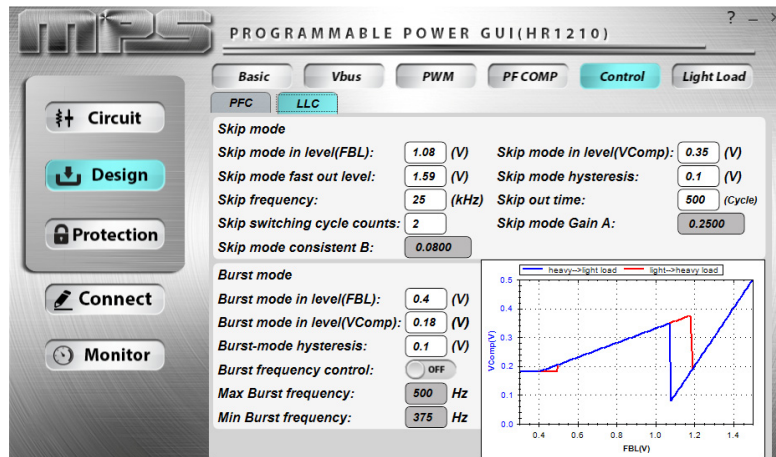 MPS PROGRAMMABLE POWER GUI(HR1210) ? –
Basic Vbus PWM PF COMP Control Light Load
PFC LLC
Circuit
Design
Protection
Connect
Monitor
Skip mode
Skip mode in level(FBL): 1.08 (V) Skip mode in level(VComp): 0.35 (V)
Skip mode fast out level: 1.59 (V) Skip mode hysteresis: 0.1 (V)
Skip frequency: 25 (kHz) Skip out time: 500 (Cycle)
Skip switching cycle counts: 2 Skip mode Gain A: 0.2500
Skip mode consistent B: 0.0800
Burst mode
Burst mode in level(FBL): 0.4 (V)
Burst mode in level(VComp): 0.18 (V)
Burst-mode hysteresis: 0.1 (V)
Burst frequency control: OFF
Max Burst frequency: 500 Hz
Min Burst frequency: 375 Hz
heavy-->light load light-->heavy load
VComp(V)
0.5
0.4
0.3
0.2
0.1
0.0
0.4 0.6 0.8 1.0 1.2 1.4
FBL(V)